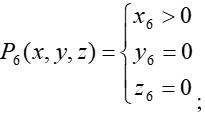 P₆(x, y, z) = { x₆ > 0
y₆ = 0
z₆ = 0 ;